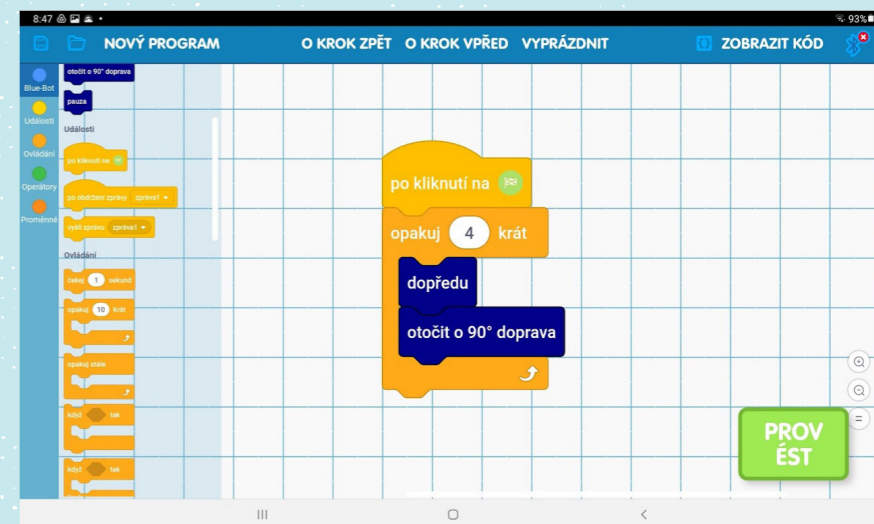 8:47
93%
NOVÝ PROGRAM
O KROK ZPĚT
O KROK VPŘED
VYPRÁZDNIT
ZOBRAZIT KÓD
Blue-Bot
Události
Ovládání
Operátory
Proměnné
otočit o 90° doprava
pauza
Události
po kliknutí na
po obdržení zprávy zpráva1
vyšli zprávu zpráva1
Ovládání
čekej 1 sekund
opakuj 10 krát
opakuj stále
když tak
když tak
po kliknutí na
opakuj 4 krát
dopředu
otočit o 90° doprava
PROV
ÉST